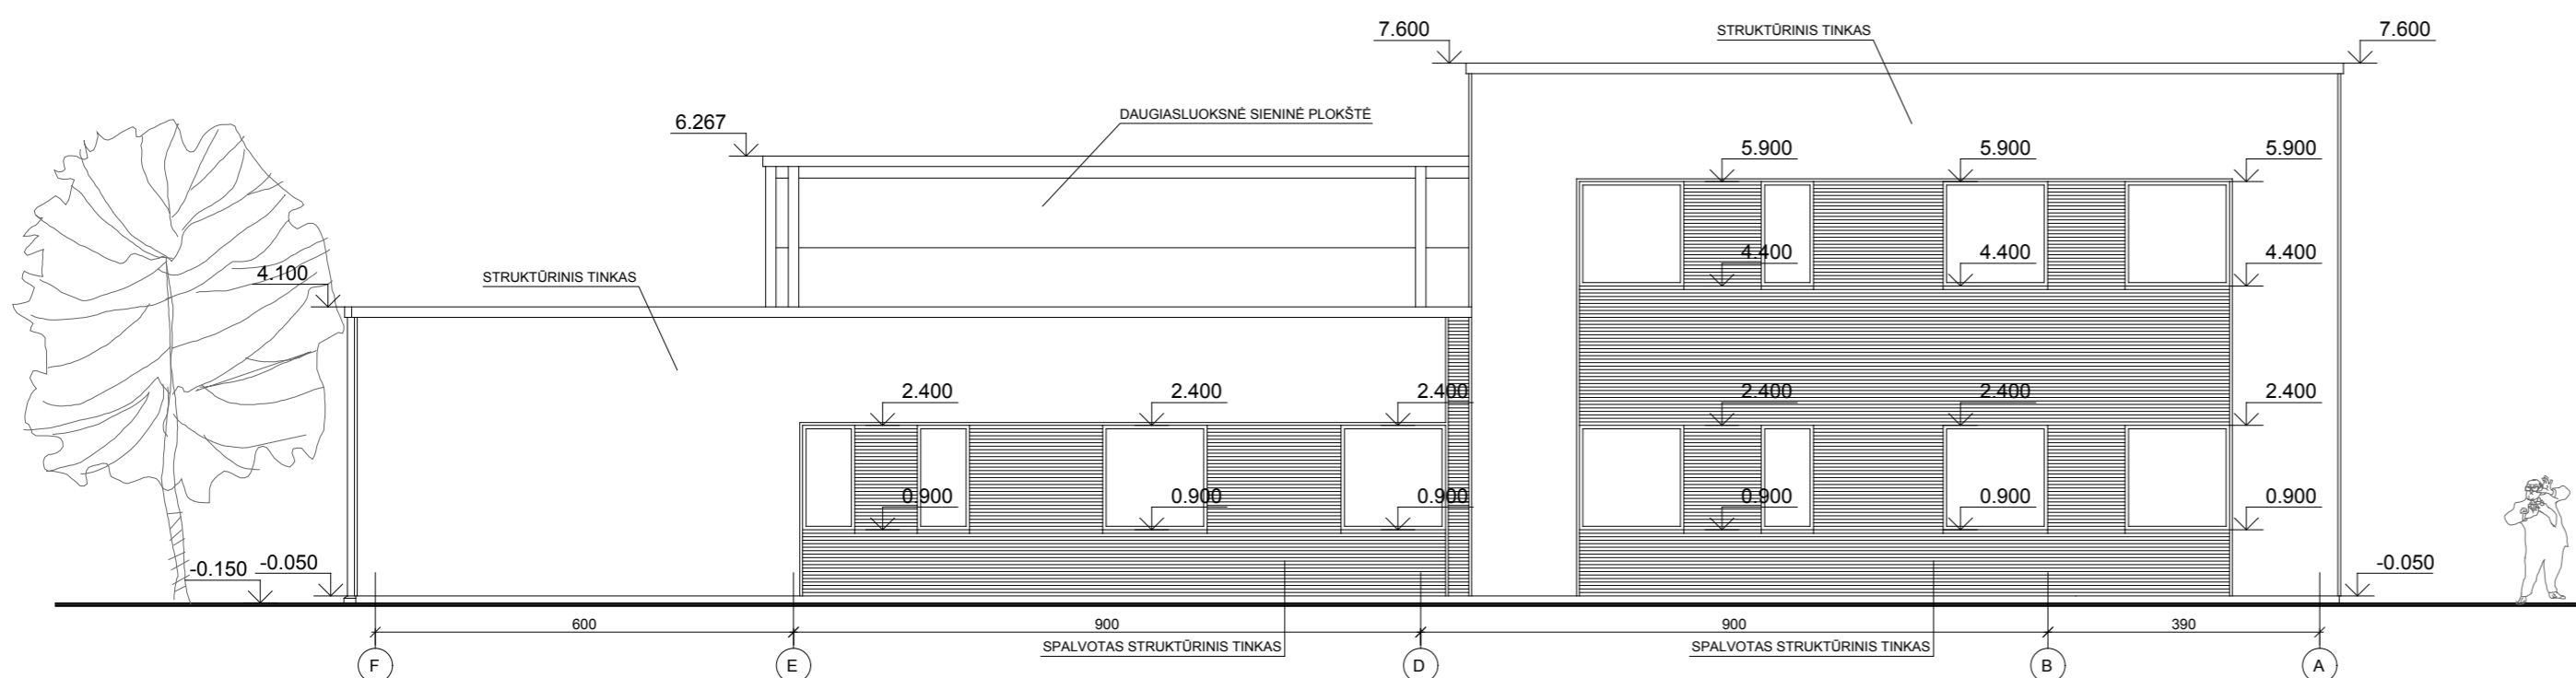 7.600
STRUKTŪRINIS TINKAS
7.600
DAUGIASLUOKSNĖ SIENINĖ PLOKŠTĖ
6.267
5.900
5.900
5.900
4.400
4.400
4.400
4.100
STRUKTŪRINIS TINKAS
2.400
2.400
2.400
2.400
2.400
2.400
0.900
0.900
0.900
0.900
0.900
0.900
-0.150
-0.050
-0.050
600
900
900
390
SPALVOTAS STRUKTŪRINIS TINKAS
SPALVOTAS STRUKTŪRINIS TINKAS
F
E
D
B
A